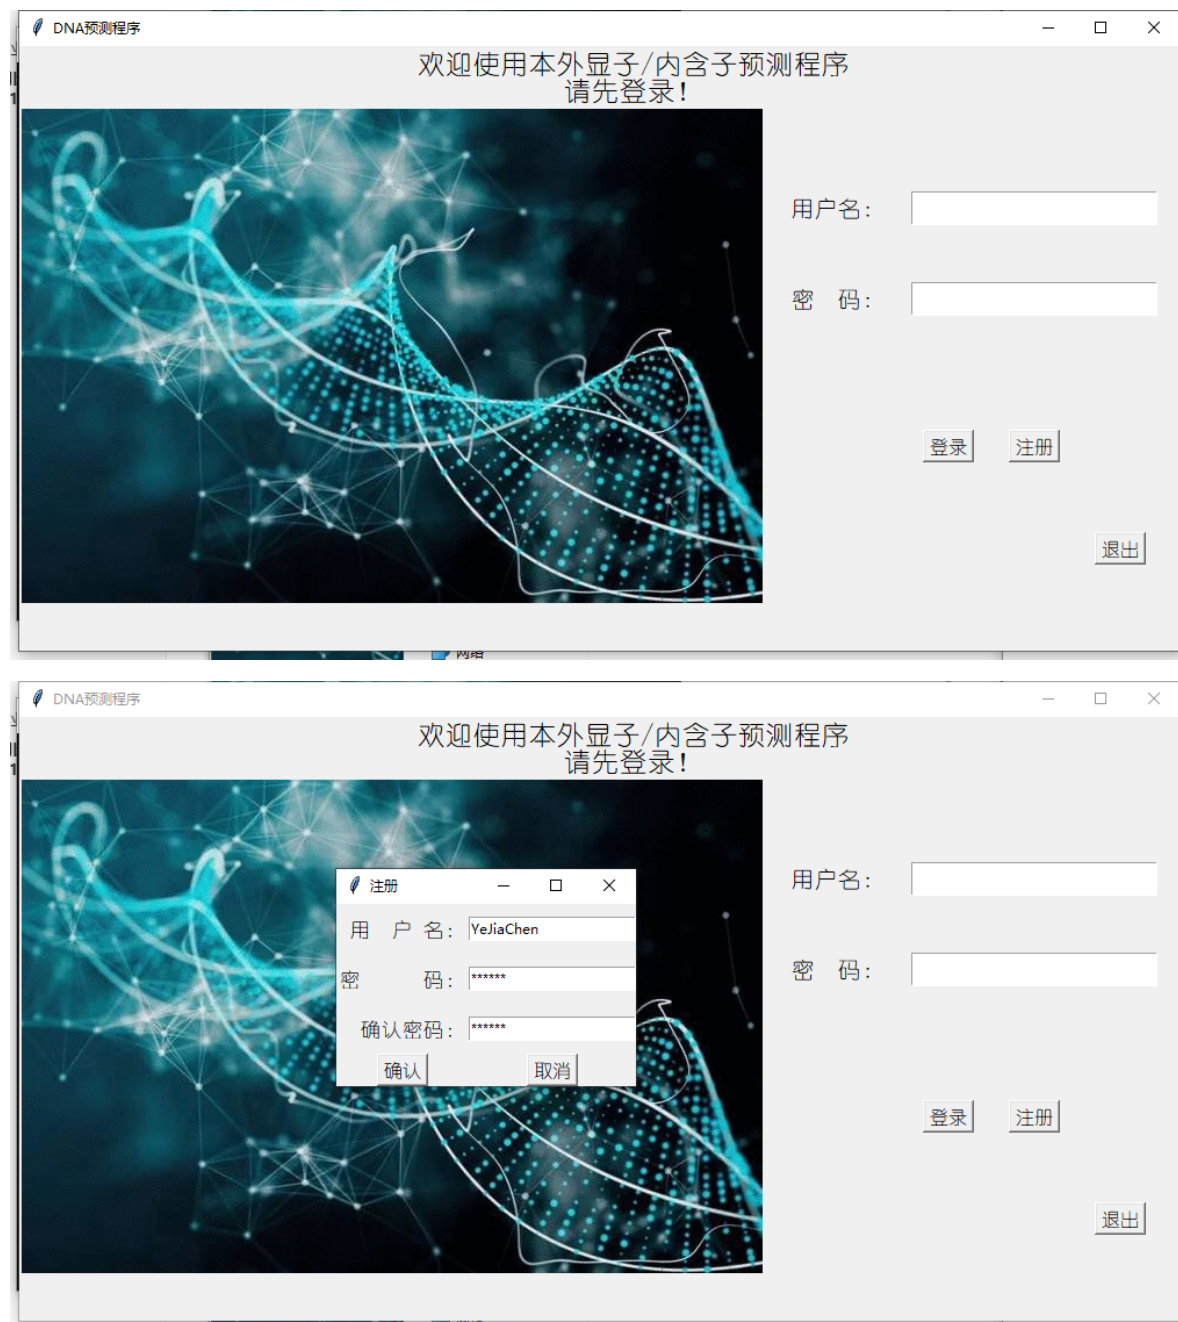 DNA预测程序
欢迎使用本外显子/内含子预测程序
请先登录!
用户名:
密 码:
登录 注册
退出
网络
DNA预测程序
欢迎使用本外显子/内含子预测程序
请先登录!
注册
用 户 名: YeJiaChen
密 码: ******
确认密码: ******
确认 取消
用户名:
密 码:
登录 注册
退出